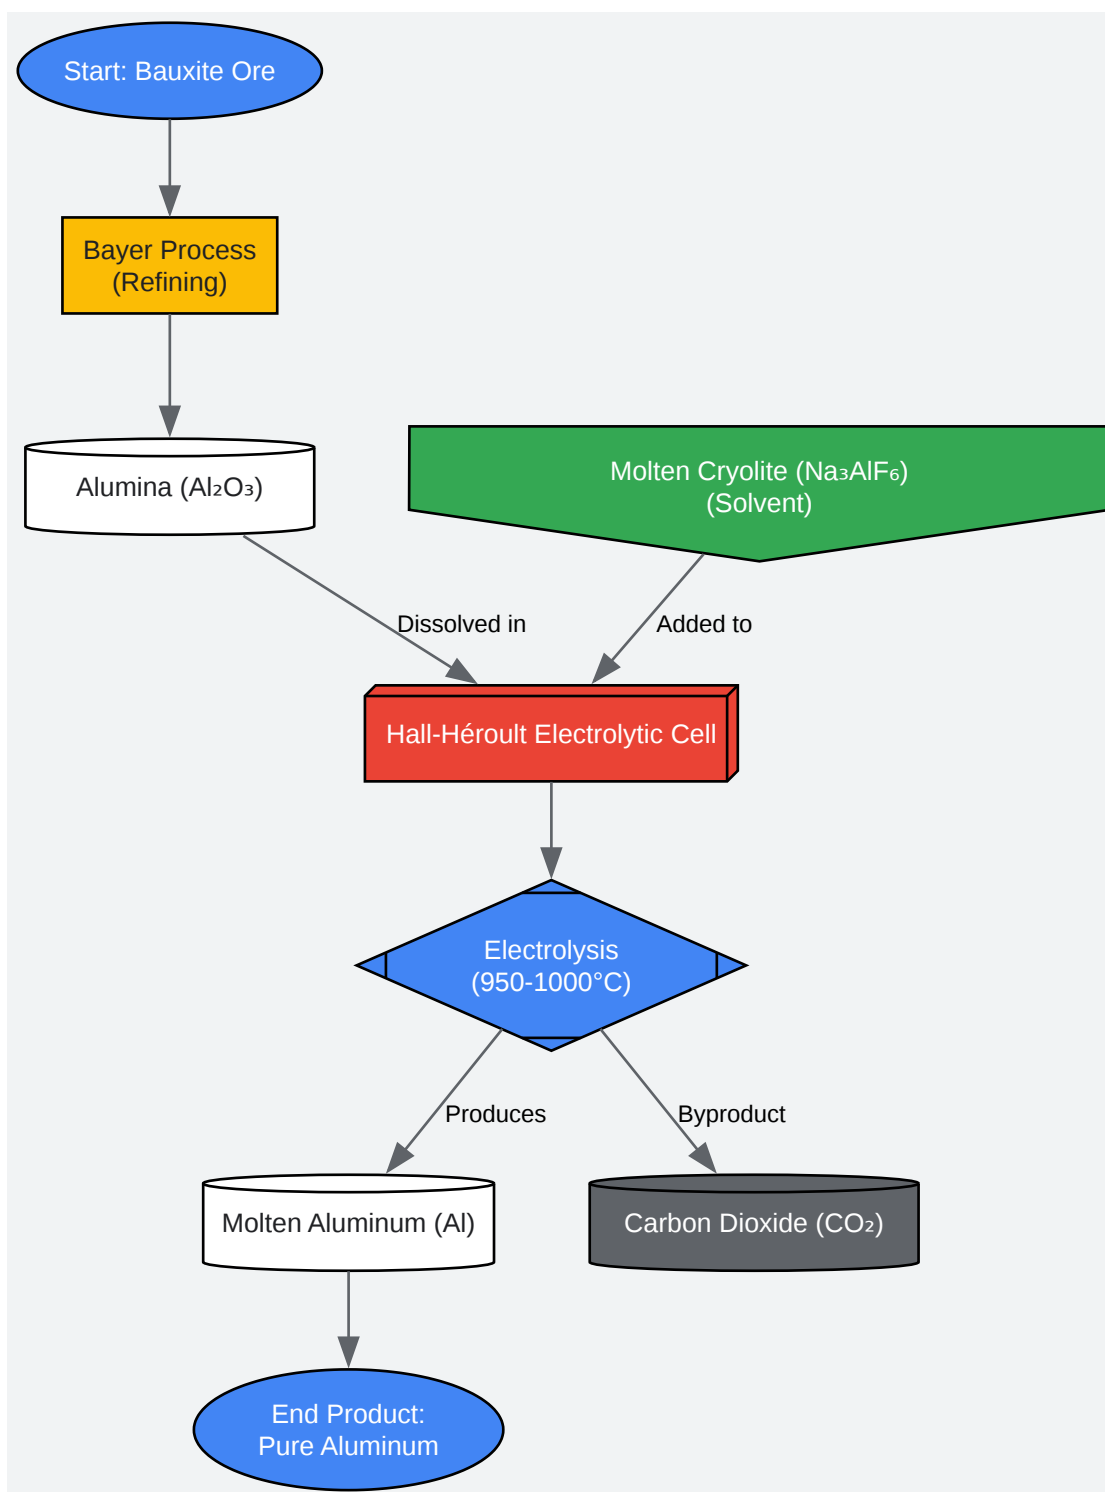 Start: Bauxite Ore
Bayer Process
(Refining)
Alumina (Al₂O₃)
Molten Cryolite (Na₃AlF₆)
(Solvent)
Dissolved in
Added to
Hall-Héroult Electrolytic Cell
Electrolysis
(950-1000°C)
Produces
Byproduct
Molten Aluminum (Al)
Carbon Dioxide (CO₂)
End Product:
Pure Aluminum